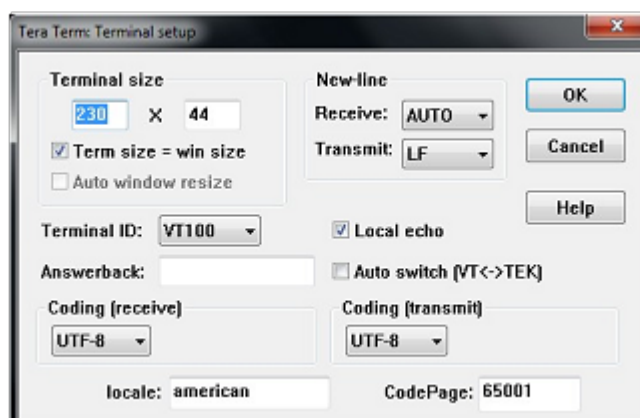 Tera Term: Terminal setup
Terminal size
230 X 44
Term size = win size
Auto window resize
New-line
Receive: AUTO
Transmit: LF
OK
Cancel
Help
Terminal ID: VT100
Local echo
Answerback:
Auto switch (VT<->TEK)
Coding (receive)
UTF-8
Coding (transmit)
UTF-8
locale: american
CodePage: 65001